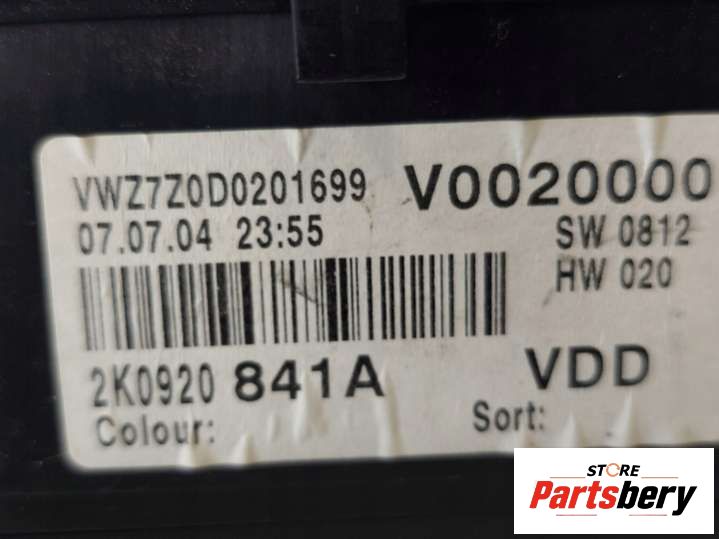 VWZ7Z0D0201699 V0020000
07.07.04 23:55 SW 0812
HW 020
2K0920 841A VDD
Colour: Sort:
STORE
Partsbery